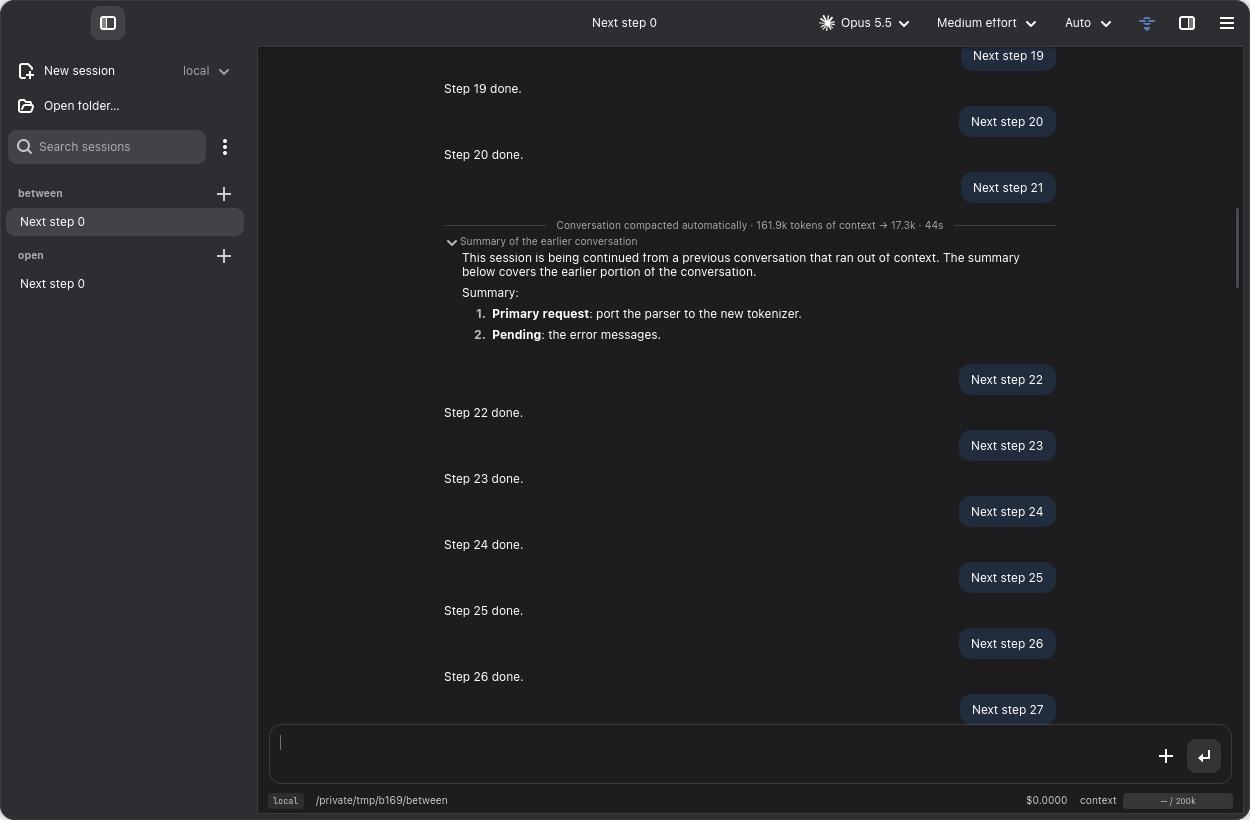 Next step 0
Opus 5.5
Medium effort
Auto
New session
local
Open folder...
Search sessions
between
Next step 0
open
Next step 0
Next step 19
Step 19 done.
Next step 20
Step 20 done.
Next step 21
Conversation compacted automatically · 161.9k tokens of context → 17.3k · 44s
Summary of the earlier conversation
This session is being continued from a previous conversation that ran out of context. The summary
below covers the earlier portion of the conversation.
Summary:
1. Primary request: port the parser to the new tokenizer.
2. Pending: the error messages.
Next step 22
Step 22 done.
Next step 23
Step 23 done.
Next step 24
Step 24 done.
Next step 25
Step 25 done.
Next step 26
Step 26 done.
Next step 27
local
/private/tmp/b169/between
$0.0000
context
— / 200k